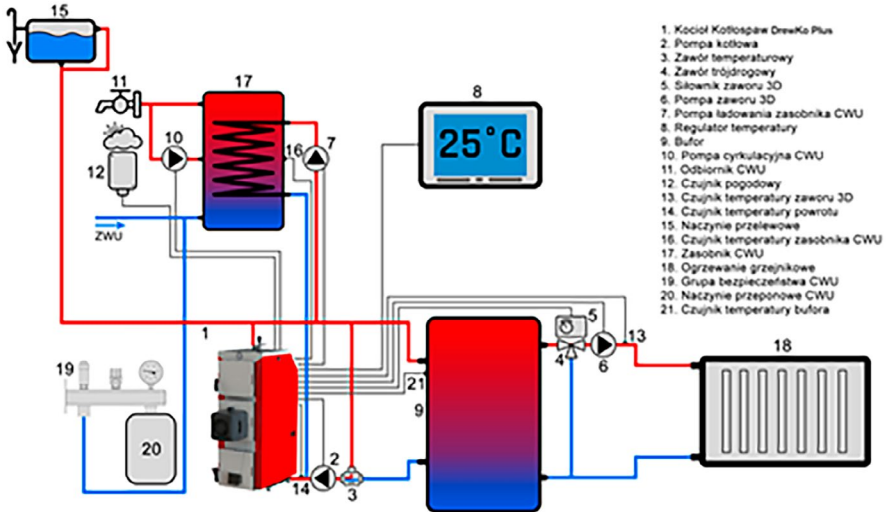 15
17
11
8
10
16
7
25°C
12
ZWU
1. Kocioł Kotłospaw DrewKo Plus
2. Pompa kotłowa
3. Zawór temperaturowy
4. Zawór trójdrogowy
5. Siłownik zaworu 3D
6. Pompa zaworu 3D
7. Pompa ładowania zasobnika CWU
8. Regulator temperatury
9. Bufor
10. Pompa cyrkulacyjna CWU
11. Odbiornik CWU
12. Czujnik pogodowy
13. Czujnik temperatury zaworu 3D
14. Czujnik temperatury powrotu
15. Naczynie przelewowe
16. Czujnik temperatury zasobnika CWU
17. Zasobnik CWU
18. Ogrzewanie grzejnikowe
19. Grupa bezpieczeństwa CWU
20. Naczynie przeponowe CWU
21. Czujnik temperatury bufora
1
5
13
4
6
18
19
21
9
20
2
14
3